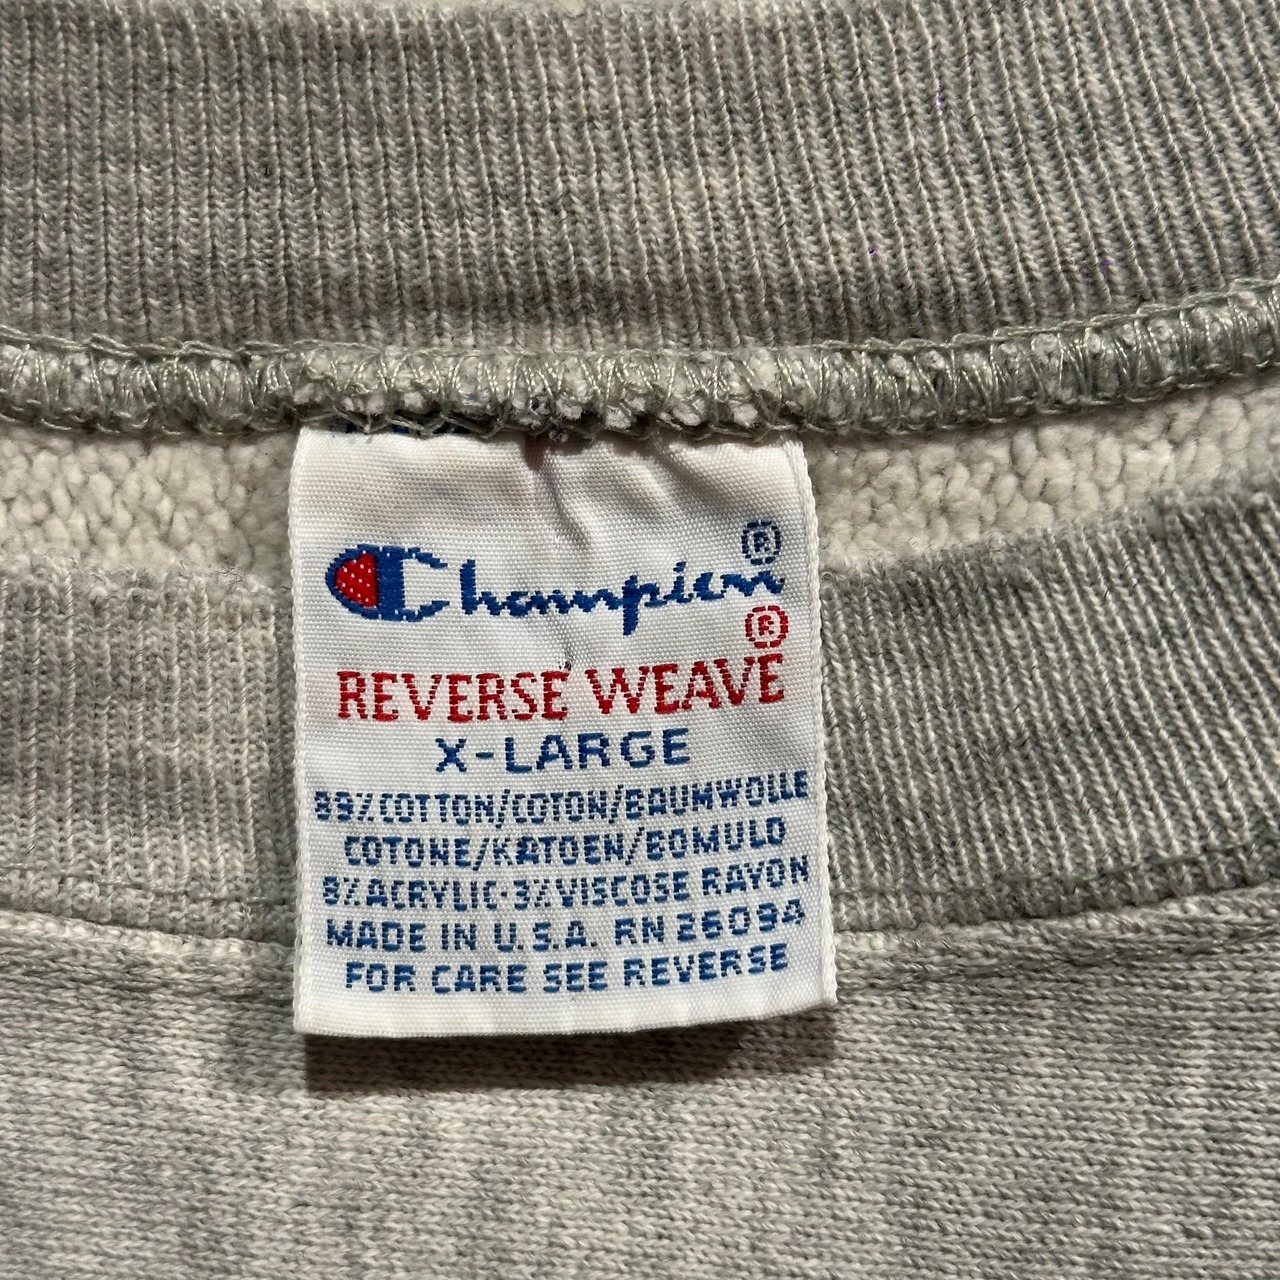 Champion®
REVERSE WEAVE®
X-LARGE
89% COTTON/COTON/BAUMWOLLE
COTONE/KATOEN/BOMULD
8% ACRYLIC·3% VISCOSE RAYON
MADE IN U.S.A. RN 26094
FOR CARE SEE REVERSE